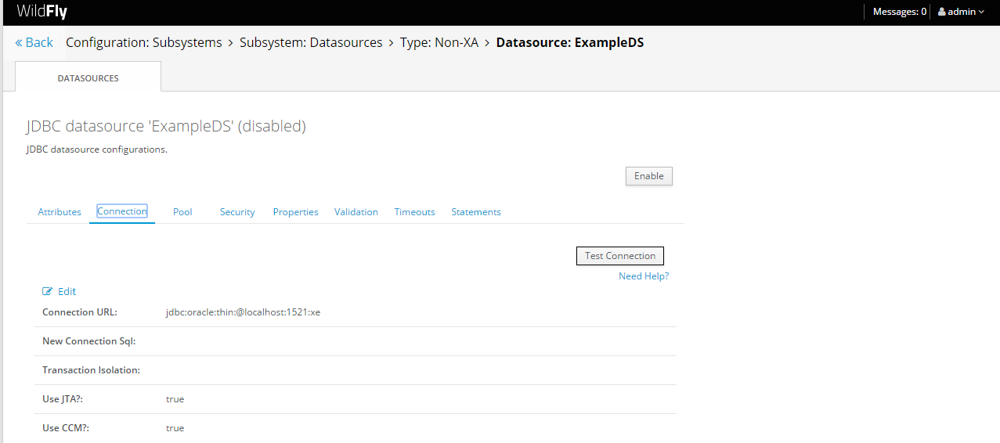 WildFly
Messages: 0
admin
« Back Configuration: Subsystems > Subsystem: Datasources > Type: Non-XA > Datasource: ExampleDS
DATASOURCES
JDBC datasource 'ExampleDS' (disabled)
JDBC datasource configurations.
Enable
Attributes Connection Pool Security Properties Validation Timeouts Statements
Test Connection
Need Help?
Edit
Connection URL: jdbc:oracle:thin:@localhost:1521:xe
New Connection Sql:
Transaction Isolation:
Use JTA?: true
Use CCM?: true